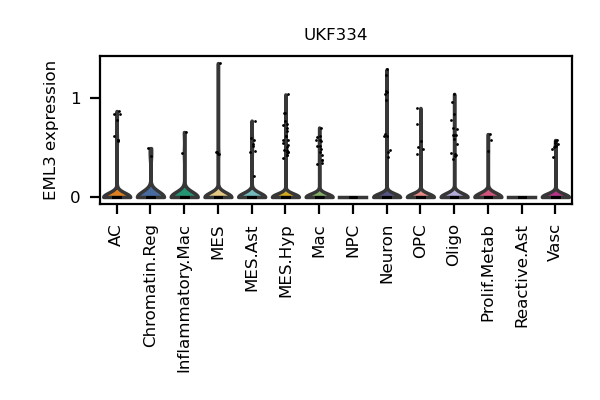 UKF334
EML3 expression
1
0
AC
Chromatin.Reg
Inflammatory.Mac
MES
MES.Ast
MES.Hyp
Mac
NPC
Neuron
OPC
Oligo
Prolif.Metab
Reactive.Ast
Vasc